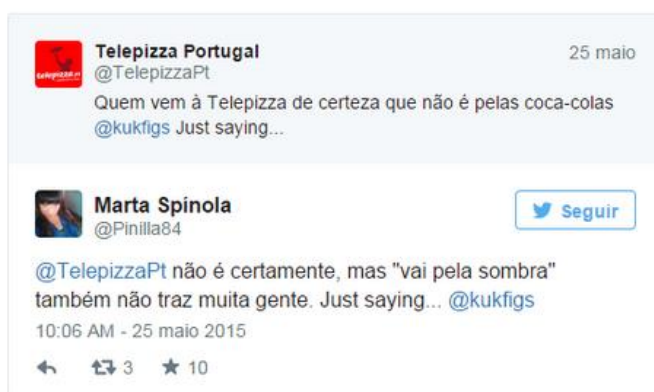 Telepizza Portugal
25 maio
@TelepizzaPt
Quem vem à Telepizza de certeza que não é pelas coca-colas
@kukfigs Just saying...
Marta Spínola
Seguir
@Pinilla84
@TelepizzaPt não é certamente, mas "vai pela sombra"
também não traz muita gente. Just saying... @kukfigs
10:06 AM - 25 maio 2015
3
10